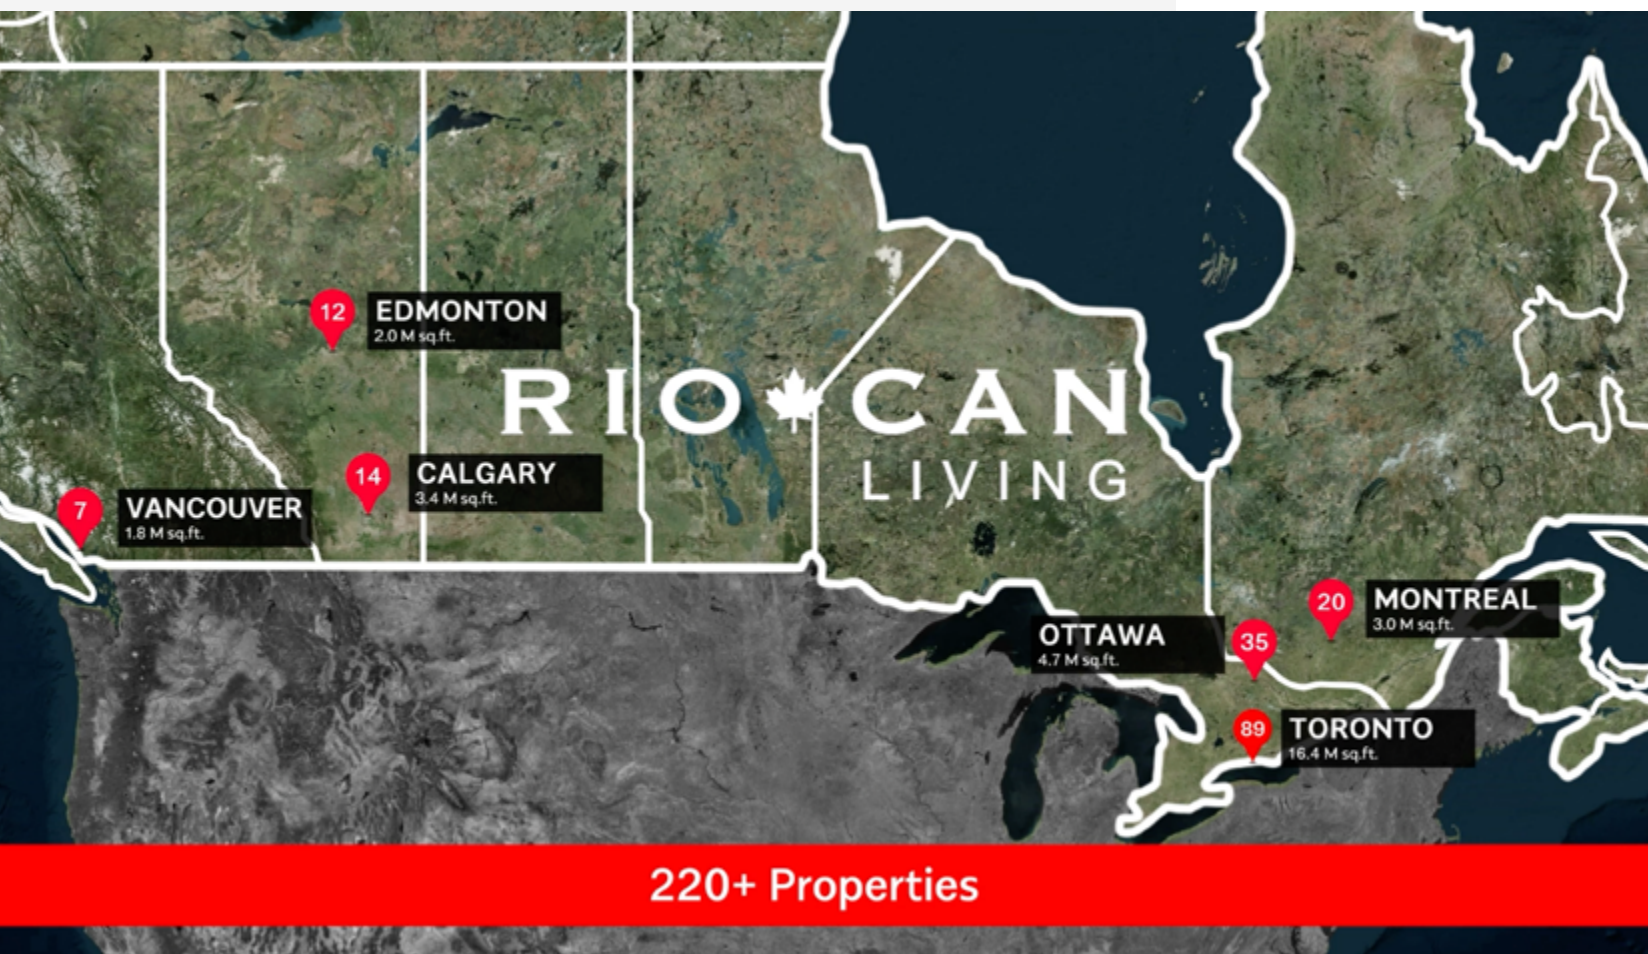 12
EDMONTON
2.0 M sq.ft.
RIO CAN
LIVING
14
CALGARY
3.4 M sq.ft.
7
VANCOUVER
1.8 M sq.ft.
20
MONTREAL
3.0 M sq.ft.
OTTAWA
4.7 M sq.ft.
35
89
TORONTO
16.4 M sq.ft.
220+ Properties